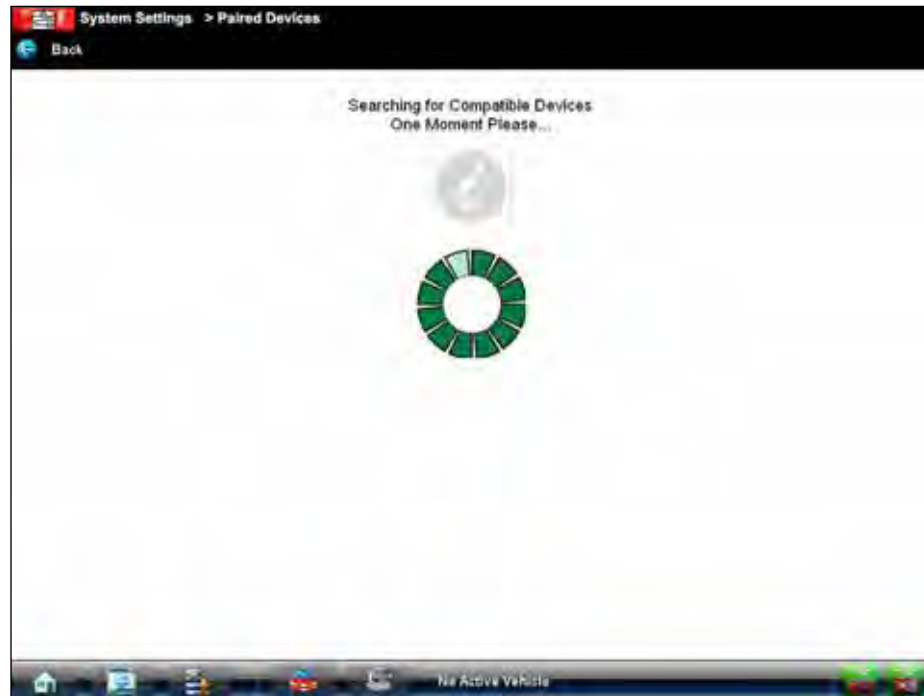 System Settings > Paired Devices
Back
Searching for Compatible Devices
One Moment Please...
No Active Vehicle